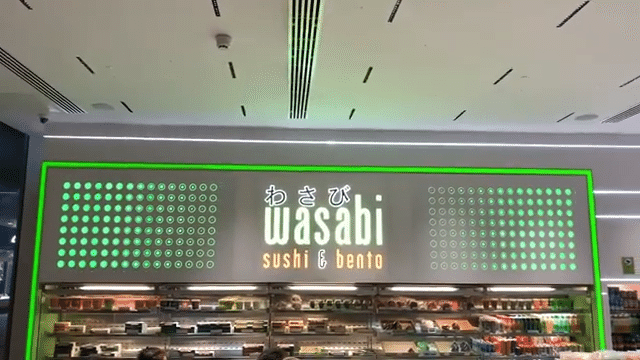 わさび
wasabi
sushi & bento